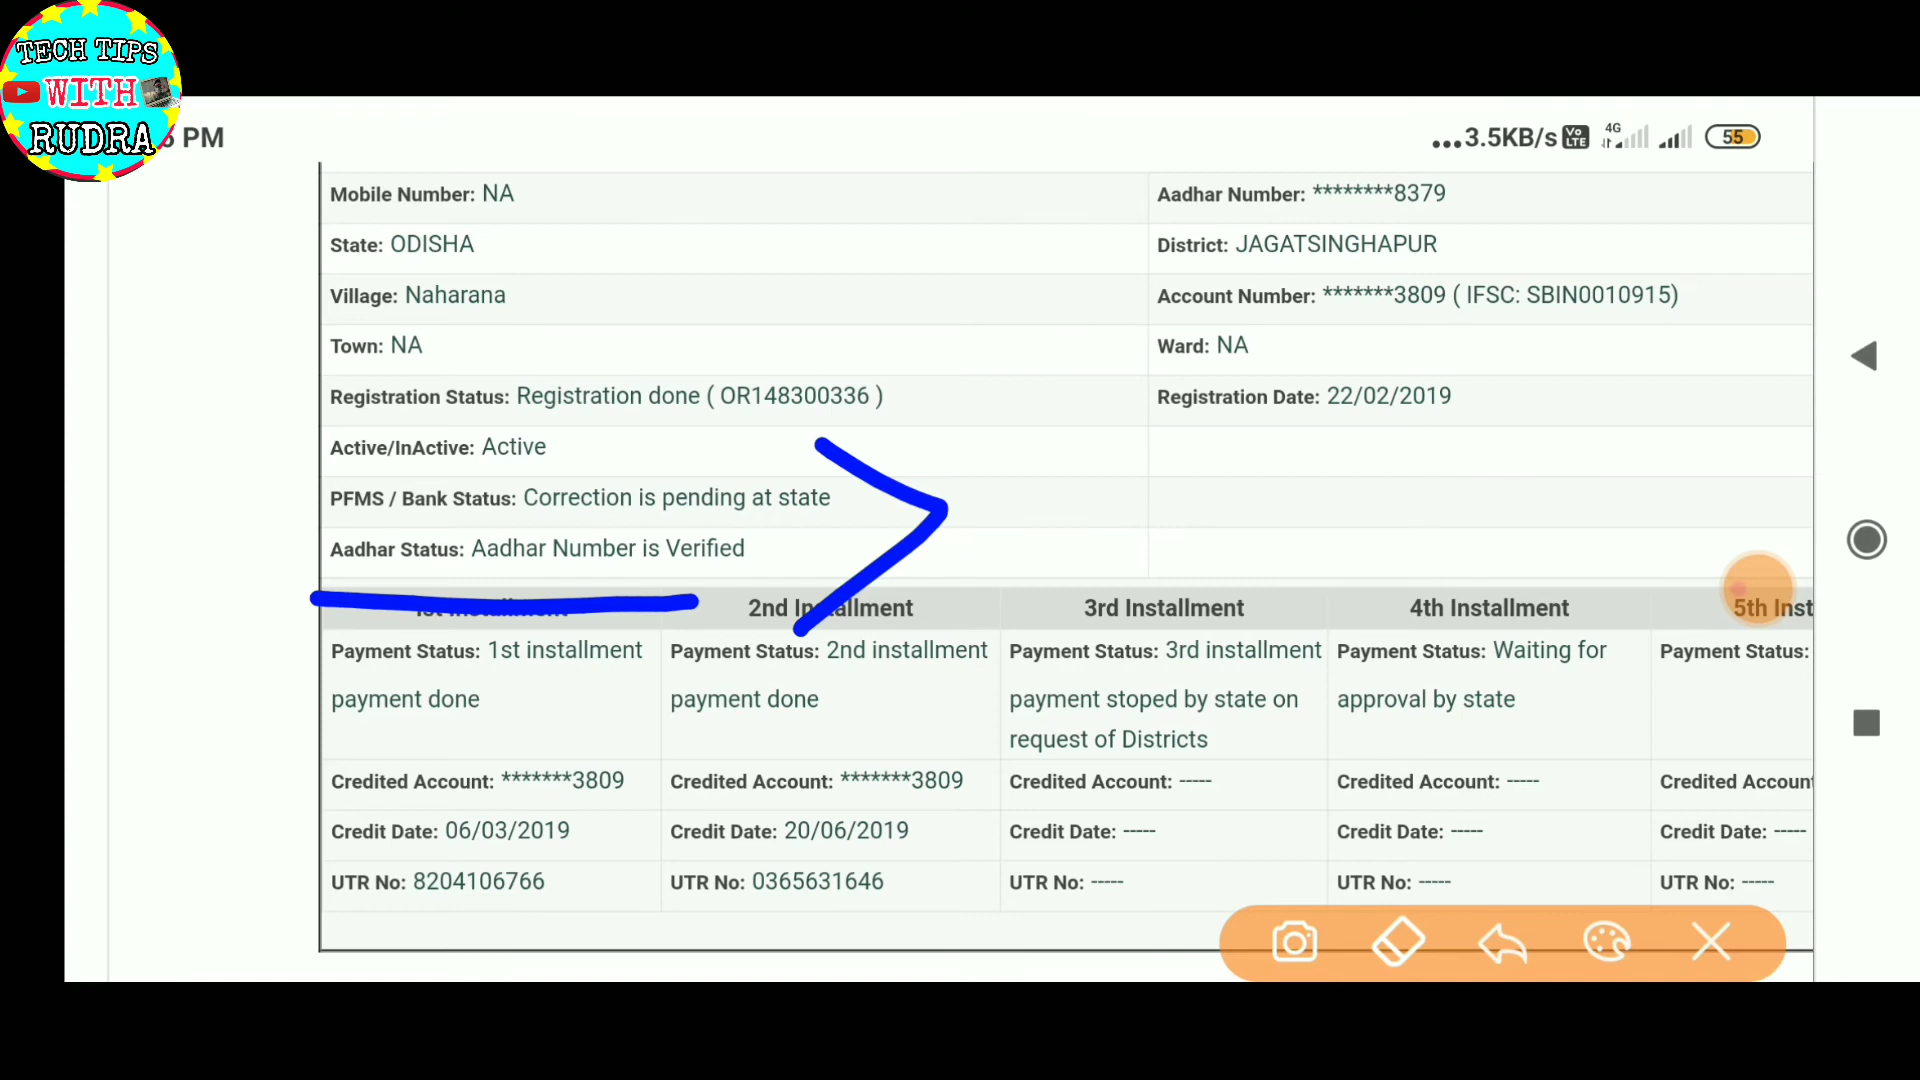 TECH TIPS
WITH
RUDRA
PM
...3.5KB/s Vo LTE 4G 55
Mobile Number: NA Aadhar Number: ********8379
State: ODISHA District: JAGATSINGHAPUR
Village: Naharana Account Number: *******3809 ( IFSC: SBIN0010915)
Town: NA Ward: NA
Registration Status: Registration done ( OR148300336 ) Registration Date: 22/02/2019
Active/InActive: Active
PFMS / Bank Status: Correction is pending at state
Aadhar Status: Aadhar Number is Verified
1st Installment 2nd Installment 3rd Installment 4th Installment 5th Inst
Payment Status: 1st installment Payment Status: 2nd installment Payment Status: 3rd installment Payment Status: Waiting for Payment Status:
payment done payment done payment stoped by state on approval by state
request of Districts
Credited Account: *******3809 Credited Account: *******3809 Credited Account: ----- Credited Account: ----- Credited Account
Credit Date: 06/03/2019 Credit Date: 20/06/2019 Credit Date: ----- Credit Date: ----- Credit Date: -----
UTR No: 8204106766 UTR No: 0365631646 UTR No: ----- UTR No: ----- UTR No: -----